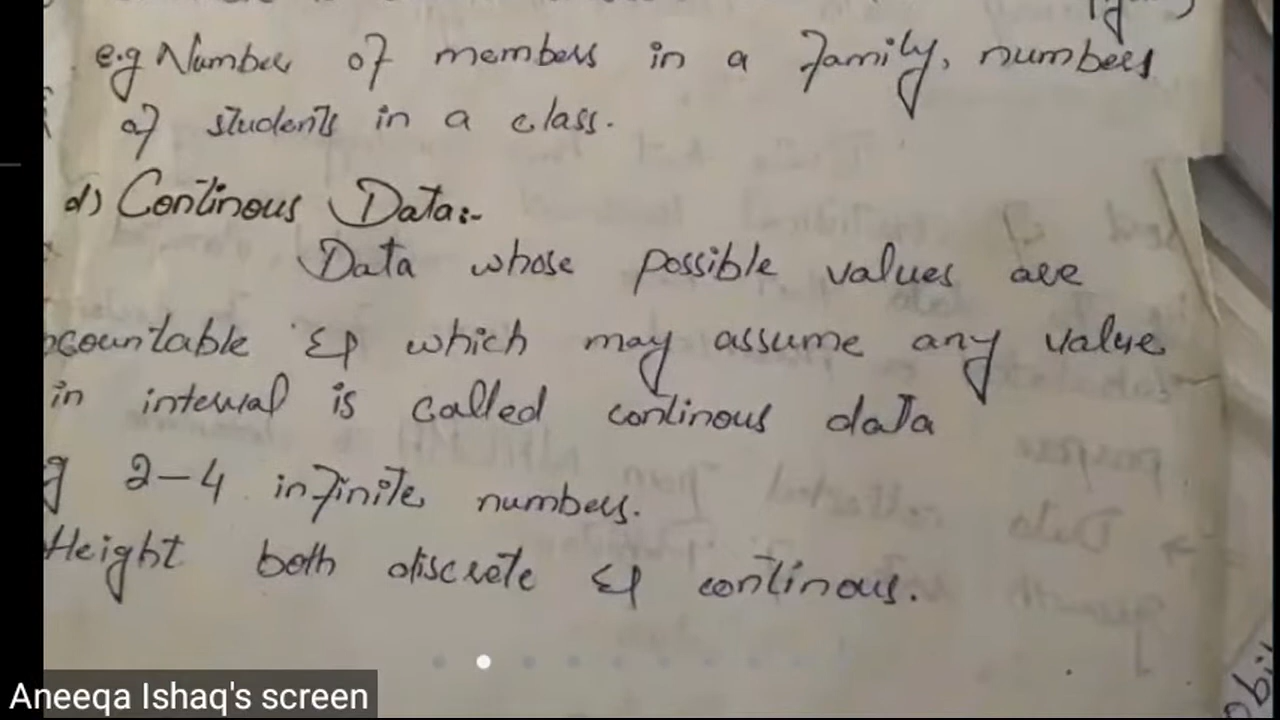 e.g Number of members in a family, numbers
of students in a class.
d) Continous Data:-
Data whose possible values are
countable & which may assume any value
in interval is called continous data
g 2-4 infinite numbers.
Height both discrete & continous.
Aneeqa Ishaq's screen